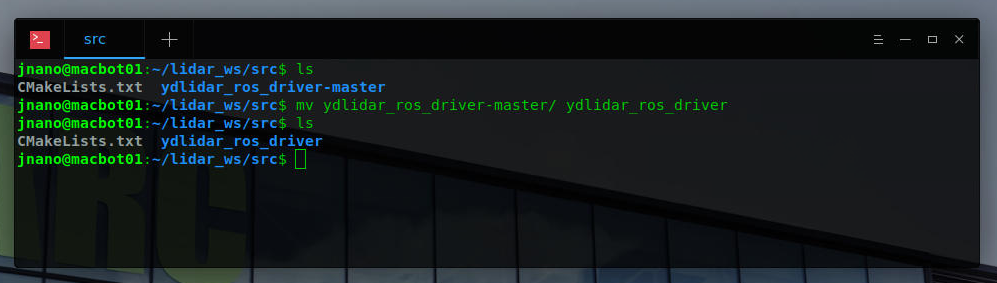 src
jnano@macbot01:~/lidar_ws/src$ ls
CMakeLists.txt  ydlidar_ros_driver-master
jnano@macbot01:~/lidar_ws/src$ mv ydlidar_ros_driver-master/ ydlidar_ros_driver
jnano@macbot01:~/lidar_ws/src$ ls
CMakeLists.txt  ydlidar_ros_driver
jnano@macbot01:~/lidar_ws/src$
ARC